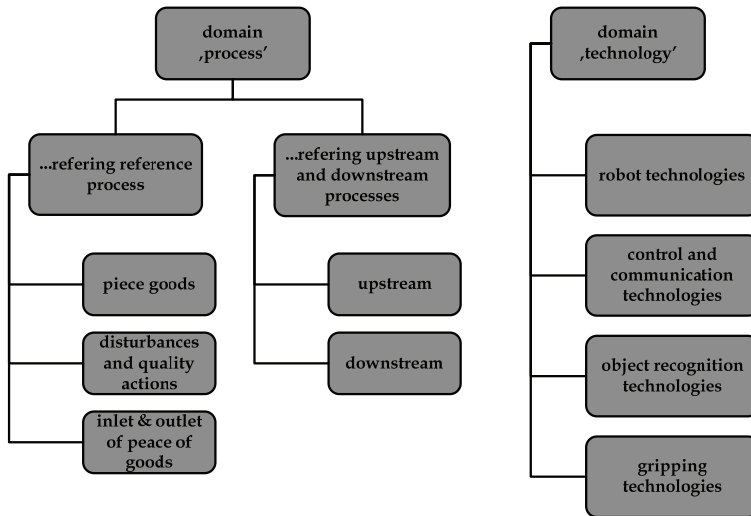 domain
‚process’
...refering reference
process
piece goods
disturbances
and quality
actions
inlet & outlet
of peace of
goods
...refering upstream
and downstream
processes
upstream
downstream
domain
‚technology’
robot technologies
control and
communication
technologies
object recognition
technologies
gripping
technologies